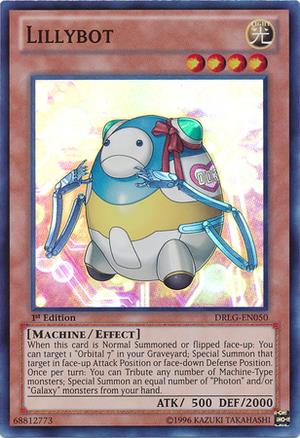 LILLYBOT
LIGHT
光
1st Edition
DRLG-EN050
[MACHINE / EFFECT]
When this card is Normal Summoned or flipped face-up: You
can target 1 "Orbital 7" in your Graveyard; Special Summon that
target in face-up Attack Position or face-down Defense Position.
Once per turn: You can Tribute any number of Machine-Type
monsters; Special Summon an equal number of "Photon" and/or
"Galaxy" monsters from your hand.
ATK/ 500 DEF/2000
68812773
©1996 KAZUKI TAKAHASHI